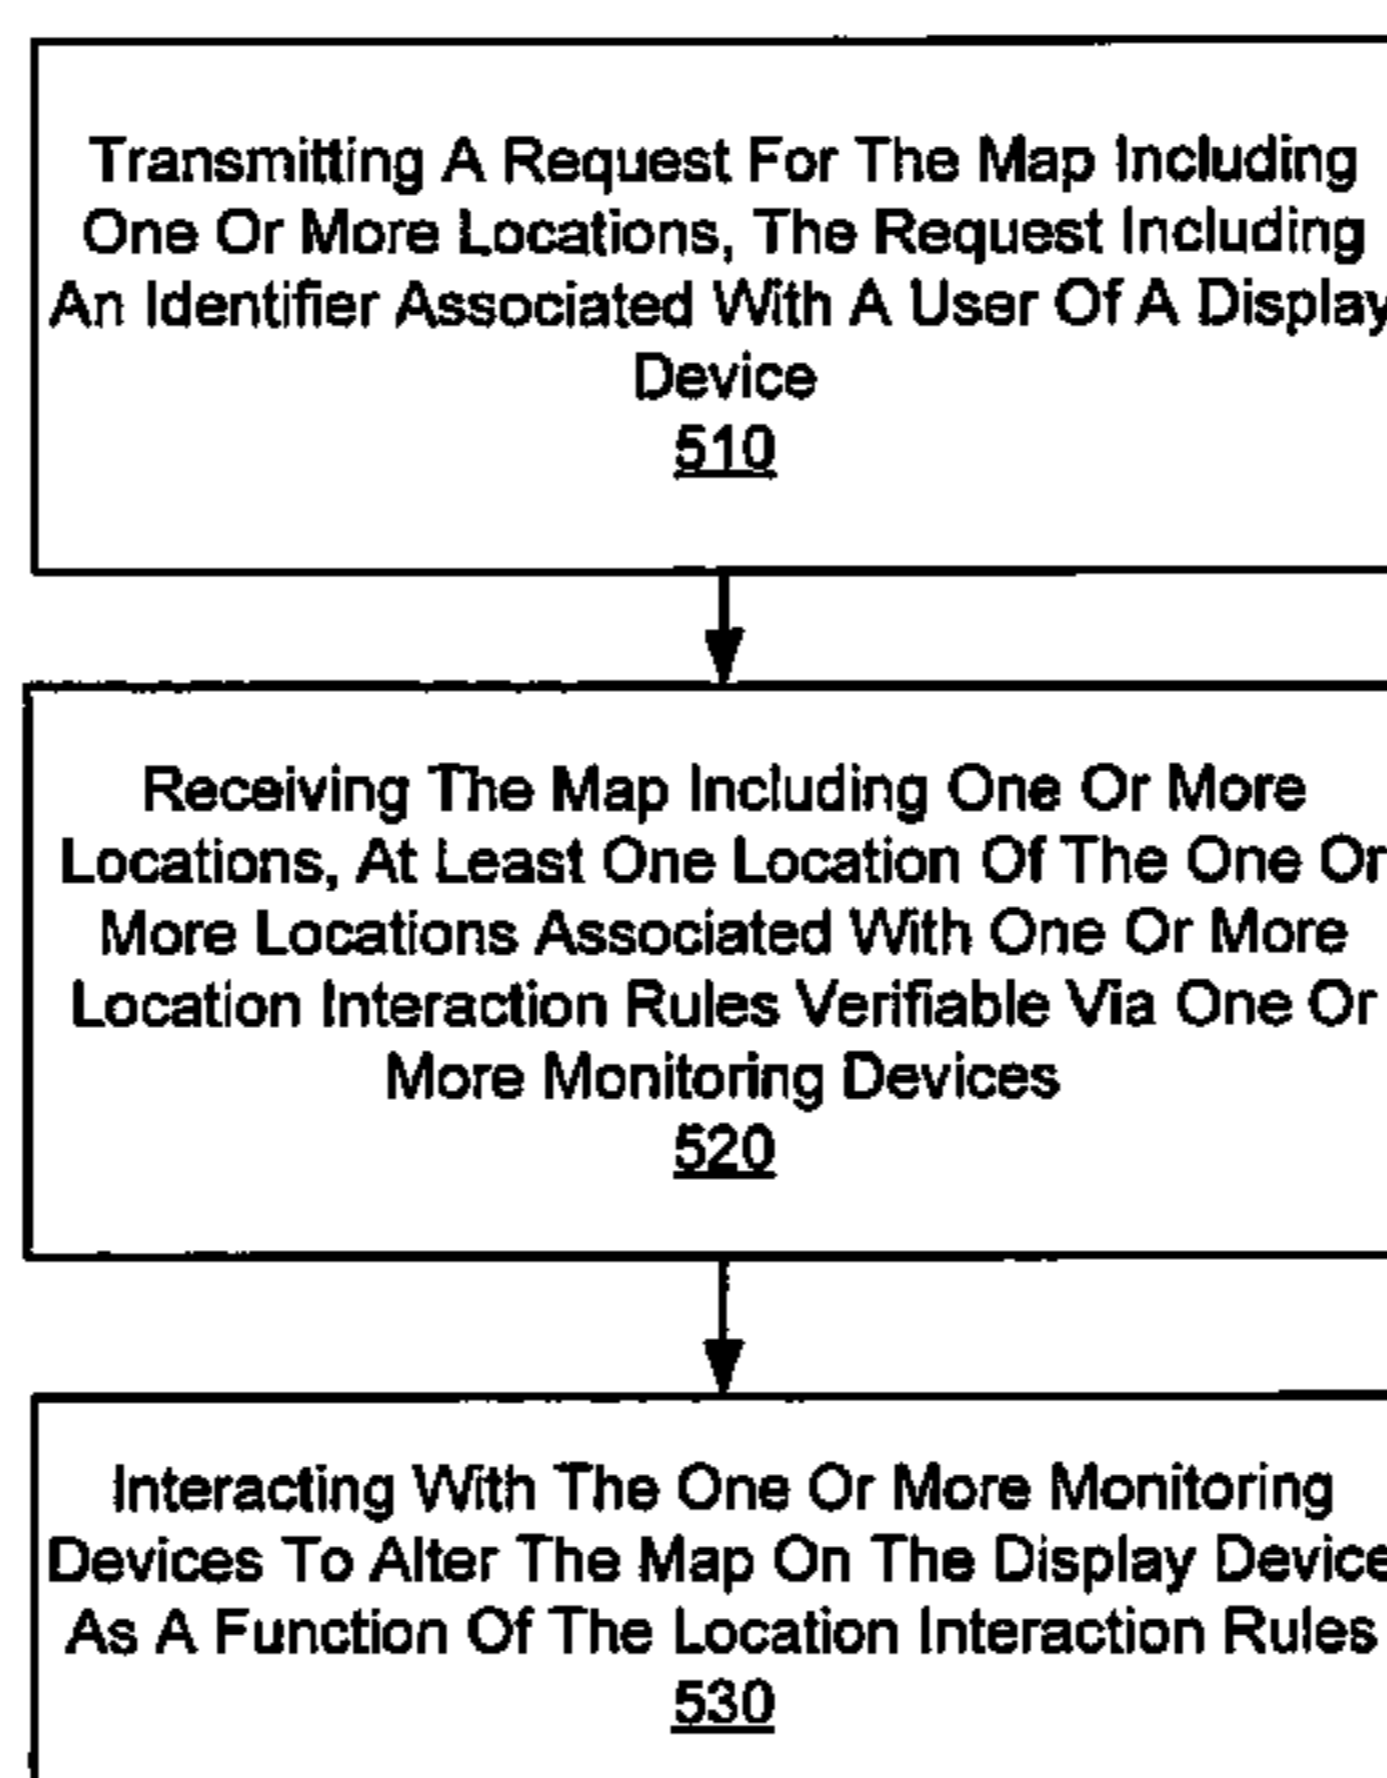 Transmitting A Request For The Map Including
One Or More Locations, The Request Including
An Identifier Associated With A User Of A Display
Device
510
Receiving The Map Including One Or More
Locations, At Least One Location Of The One Or
More Locations Associated With One Or More
Location Interaction Rules Verifiable Via One Or
More Monitoring Devices
520
Interacting With The One Or More Monitoring
Devices To Alter The Map On The Display Device
As A Function Of The Location Interaction Rules
530